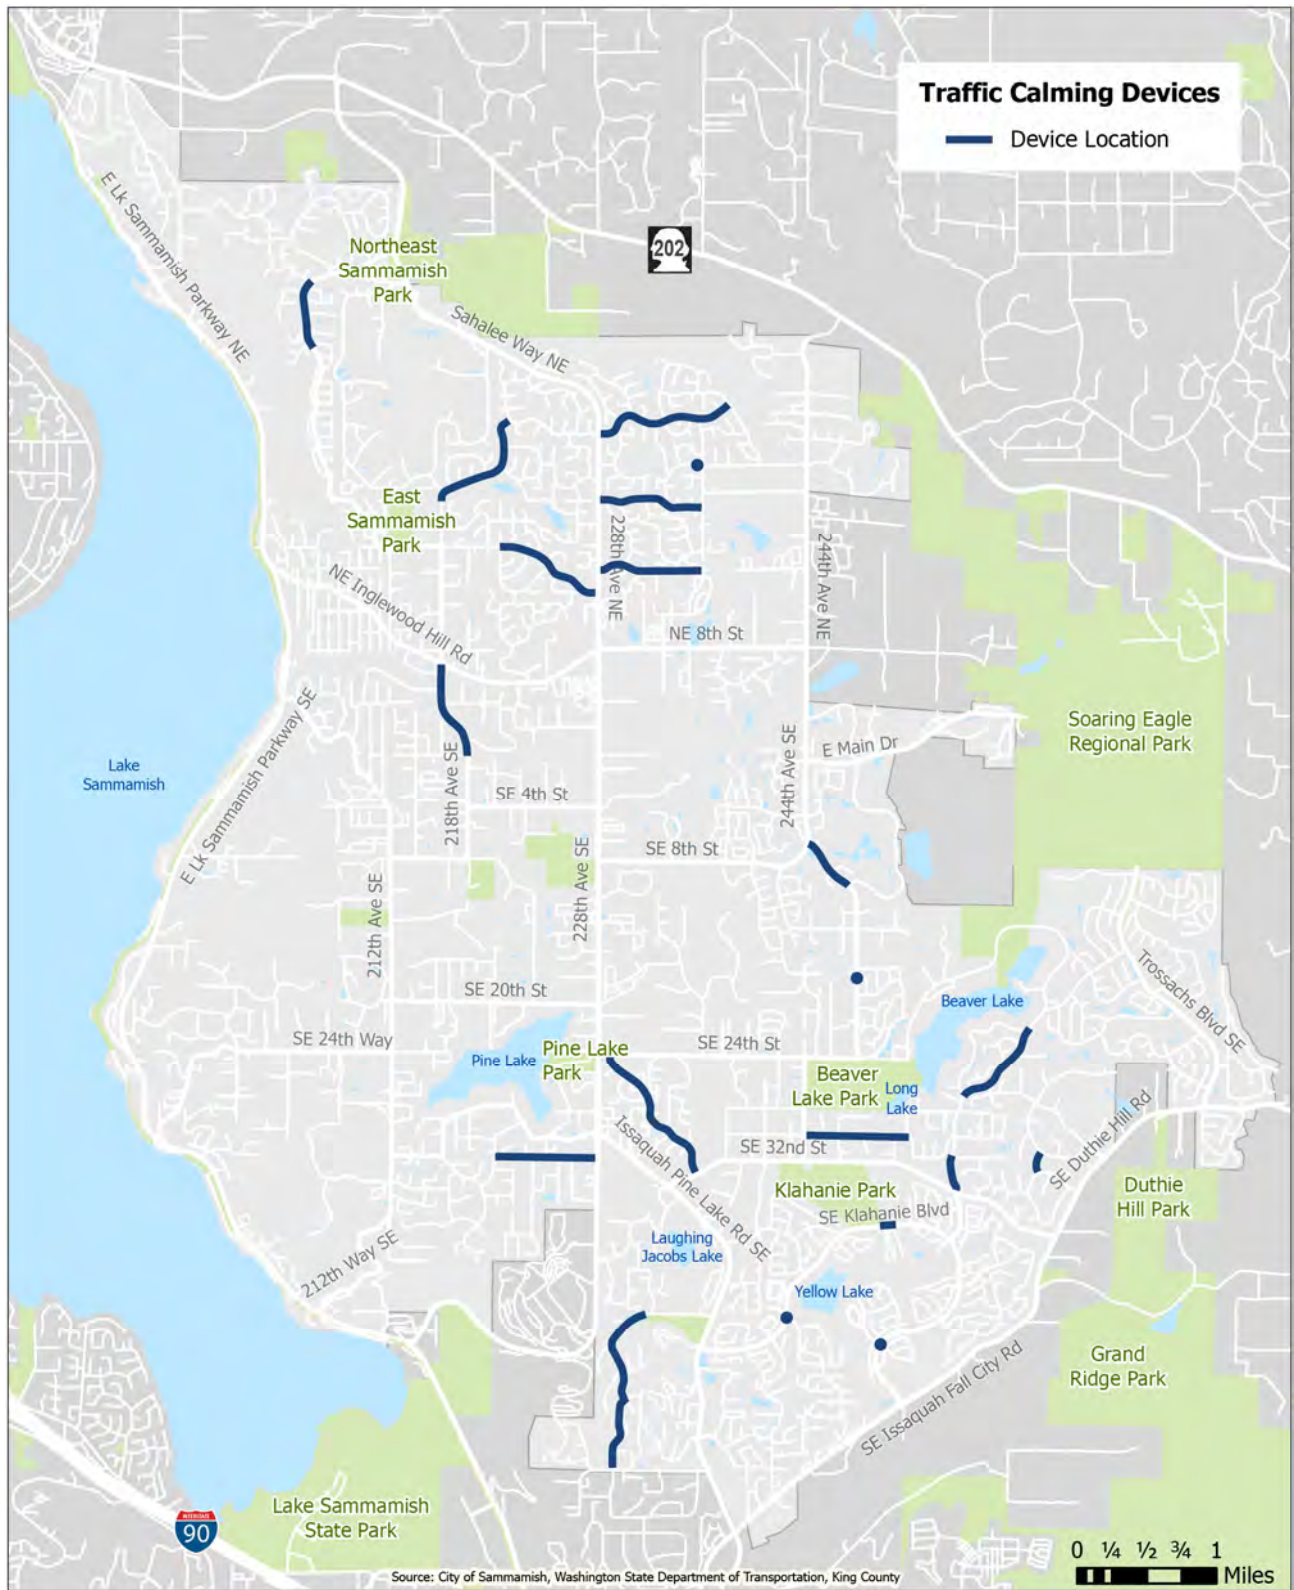 Traffic Calming Devices
Device Location
E Lk Sammamish Parkway NE
Northeast
Sammamish
Park
202
Sahalee Way NE
East
Sammamish
Park
228th Ave NE
244th Ave NE
NE Inglewood Hill Rd
NE 8th St
E Lk Sammamish Parkway SE
Soaring Eagle
Regional Park
Lake
Sammamish
E Main Dr
218th Ave SE
244th Ave SE
SE 4th St
SE 8th St
228th Ave SE
212th Ave SE
SE 20th St
Beaver Lake
Trossachs Blvd SE
SE 24th Way
Pine Lake
Pine Lake
Park
SE 24th St
Beaver
Lake Park
Long
Lake
SE Duthie Hill Rd
Issaquah Pine Lake Rd SE
SE 32nd St
Klahanie Park
SE Klahanie Blvd
Duthie
Hill Park
212th Way SE
Laughing
Jacobs Lake
Yellow Lake
Grand
Ridge Park
SE Issaquah Fall City Rd
Lake Sammamish
State Park
INTERSTATE
90
0 ¼ ½ ¾ 1
Miles
Source: City of Sammamish, Washington State Department of Transportation, King County